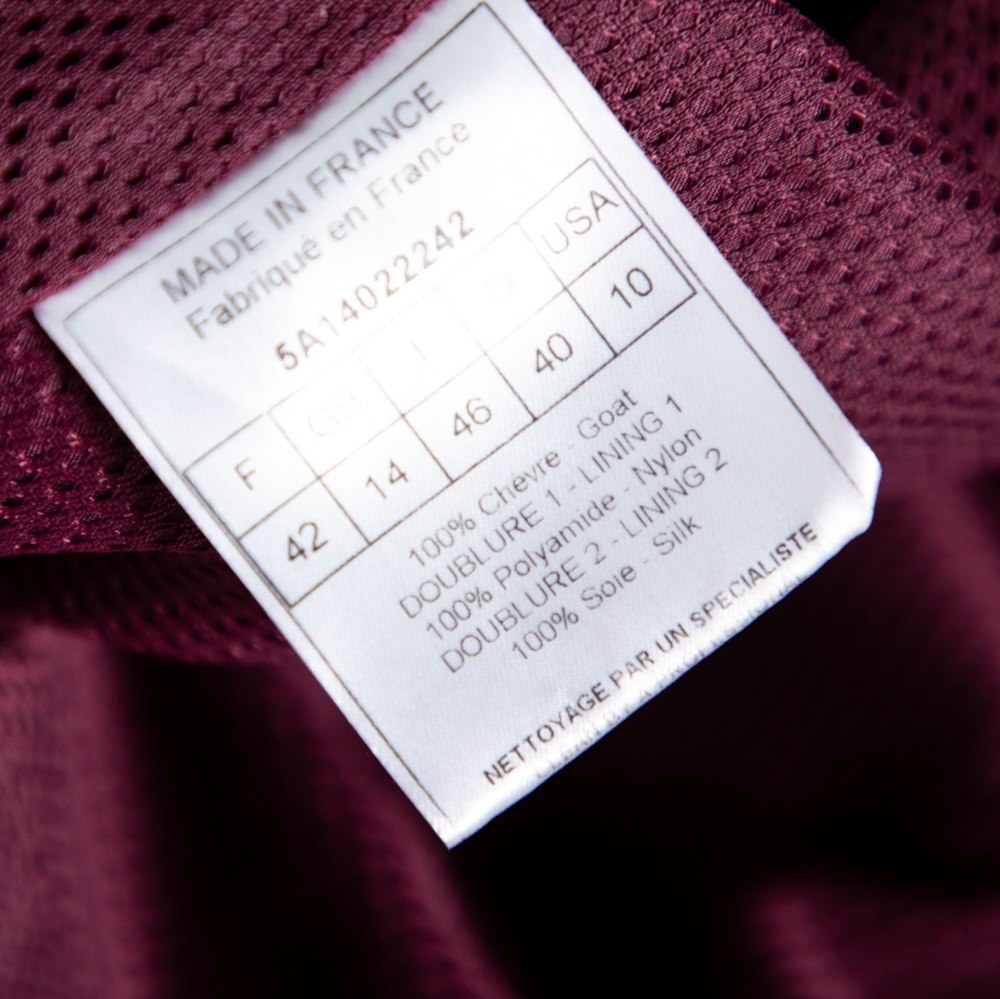 MADE IN FRANCE
Fabriqué en France
5A14022242
F GB I D USA
42 14 46 40 10
100% Chèvre - Goat
DOUBLURE 1 - LINING 1
100% Polyamide - Nylon
DOUBLURE 2 - LINING 2
100% Soie - Silk
NETTOYAGE PAR UN SPECIALISTE